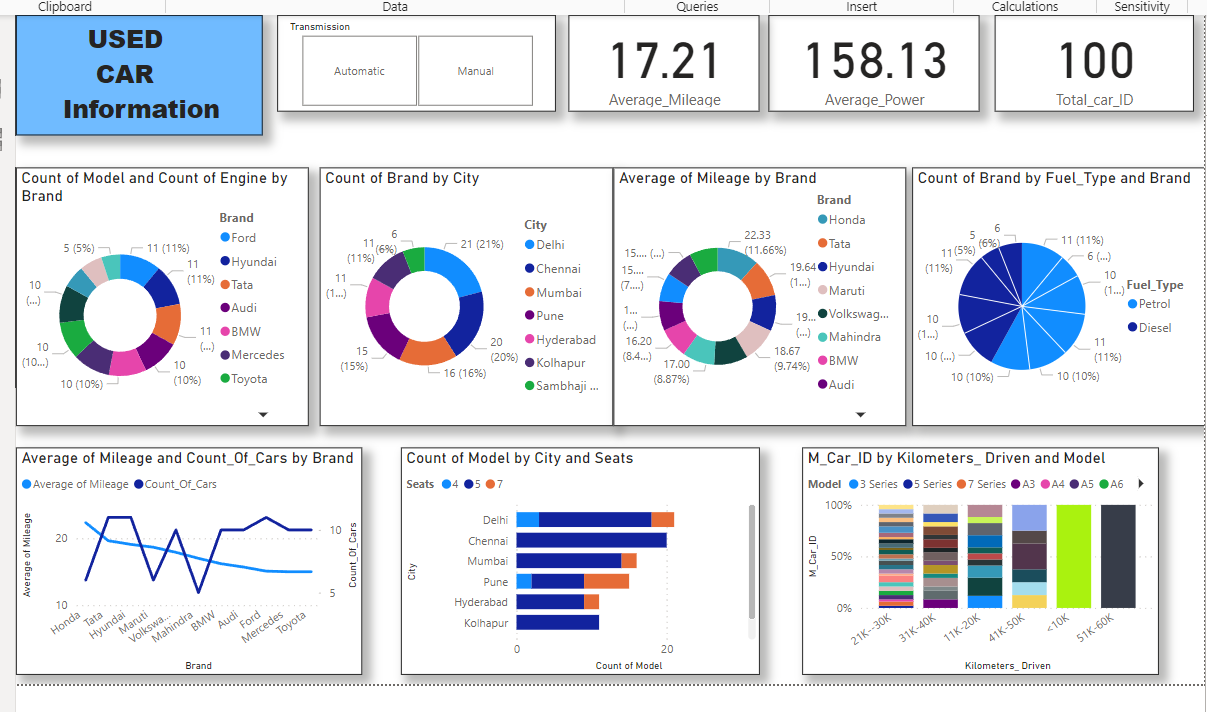 Clipboard Data Queries Insert Calculations Sensitivity
USED
CAR
Information
Transmission
Automatic
Manual
17.21
Average_Mileage
158.13
Average_Power
100
Total_car_ID
Count of Model and Count of Engine by
Brand
Brand
Ford
Hyundai
Tata
Audi
BMW
Mercedes
Toyota
5 (5%)
11 (11%)
11
(11%)
11
(...)
10
(10%)
10 (10%)
10
(10...)
10
(...)
Count of Brand by City
City
Delhi
Chennai
Mumbai
Pune
Hyderabad
Kolhapur
Sambhaji ...
6
(6%)
21 (21%)
20
(20%)
16 (16%)
15
(15%)
11
(1...)
11
(11%)
Average of Mileage by Brand
Brand
Honda
Tata
Hyundai
Maruti
Volkswag...
Mahindra
BMW
Audi
22.33
(11.66%)
19.64
(1...)
19...
(...)
18.67
(9.74%)
17.00
(8.87%)
16.20
(8.4...)
1...
(...)
15....
(7....)
15.... (...)
Count of Brand by Fuel_Type and Brand
Fuel_Type
Petrol
Diesel
11 (11%)
6 (...)
10
(1...)
11
(11%)
10 (10%)
10 (10%)
10 (...)
10
(1...)
11
(11%)
5
(5%)
6
(6%)
Average of Mileage and Count_Of_Cars by Brand
Average of Mileage Count_Of_Cars
Average of Mileage
20
10
Count_Of_Cars
10
5
Honda
Tata
Hyundai
Maruti
Volkswa...
Mahindra
BMW
Audi
Ford
Mercedes
Toyota
Brand
Count of Model by City and Seats
Seats 4 5 7
City
Delhi
Chennai
Mumbai
Pune
Hyderabad
Kolhapur
0 20
Count of Model
M_Car_ID by Kilometers_ Driven and Model
Model 3 Series 5 Series 7 Series A3 A4 A5 A6
M_Car_ID
100%
50%
0%
21K--30K
31K-40K
11K-20K
41K-50K
<10K
51K-60K
Kilometers_ Driven